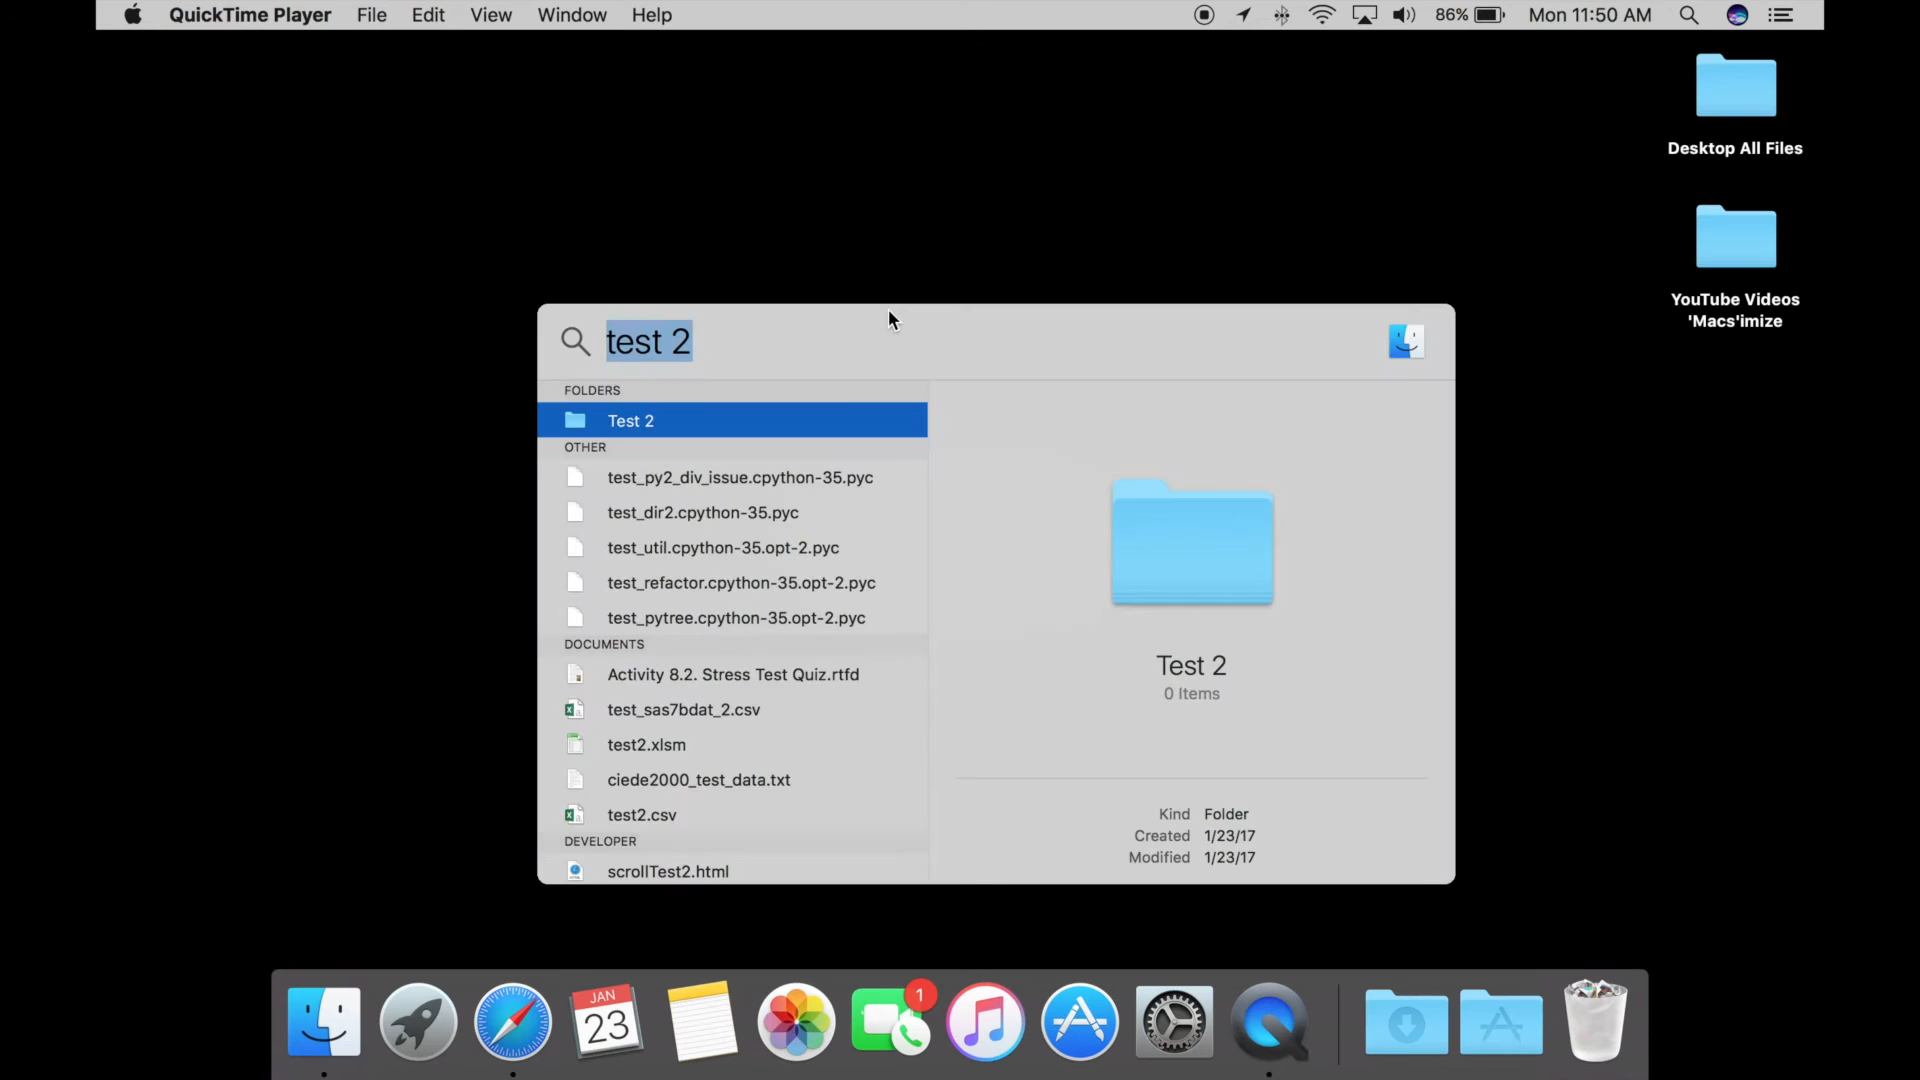 QuickTime Player File Edit View Window Help 86% Mon 11:50 AM
Desktop All Files
YouTube Videos
'Macs'imize
test 2
FOLDERS
Test 2
OTHER
test_py2_div_issue.cpython-35.pyc
test_dir2.cpython-35.pyc
test_util.cpython-35.opt-2.pyc
test_refactor.cpython-35.opt-2.pyc
test_pytree.cpython-35.opt-2.pyc
DOCUMENTS
Activity 8.2. Stress Test Quiz.rtfd
test_sas7bdat_2.csv
test2.xlsm
ciede2000_test_data.txt
test2.csv
DEVELOPER
scrollTest2.html
Test 2
0 Items
Kind Folder
Created 1/23/17
Modified 1/23/17
JAN
23
1